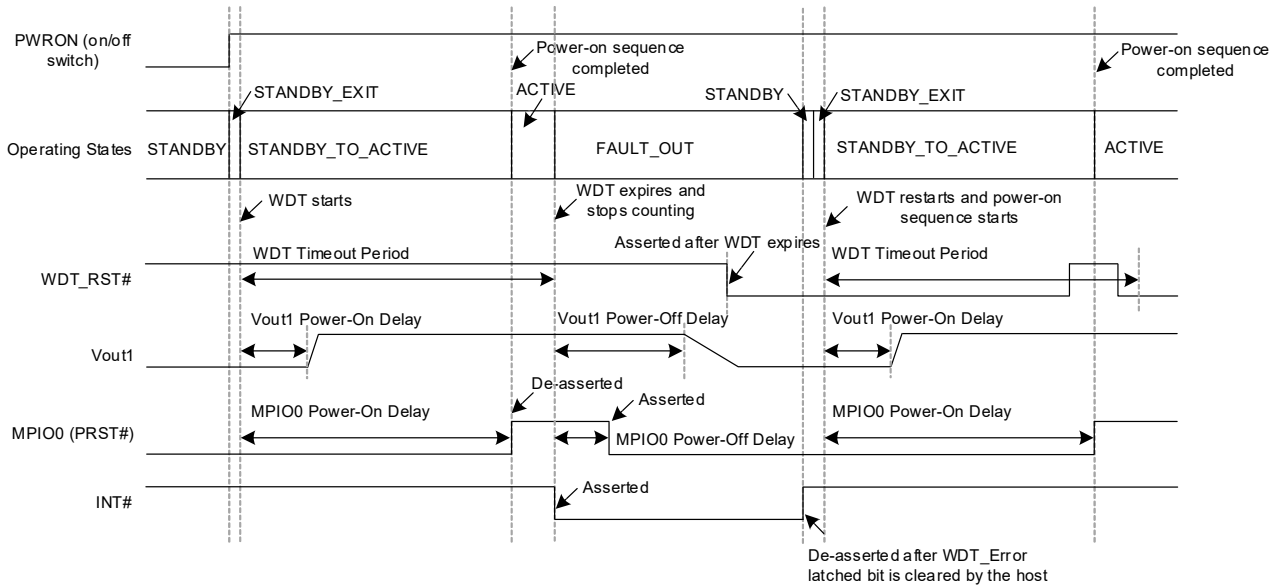 PWRON (on/off
switch)
Power-on sequence
completed
Power-on sequence
completed
STANDBY_EXIT
ACTIVE
STANDBY
STANDBY_EXIT
Operating States
STANDBY
STANDBY_TO_ACTIVE
FAULT_OUT
STANDBY_TO_ACTIVE
ACTIVE
WDT starts
WDT expires and
stops counting
WDT restarts and power-on
sequence starts
Asserted after WDT expires
WDT_RST#
WDT Timeout Period
WDT Timeout Period
Vout1
Vout1 Power-On Delay
Vout1 Power-Off Delay
Vout1 Power-On Delay
De-asserted
Asserted
MPIO0 (PRST#)
MPIO0 Power-On Delay
MPIO0 Power-Off Delay
MPIO0 Power-On Delay
INT#
Asserted
De-asserted after WDT_Error
latched bit is cleared by the host